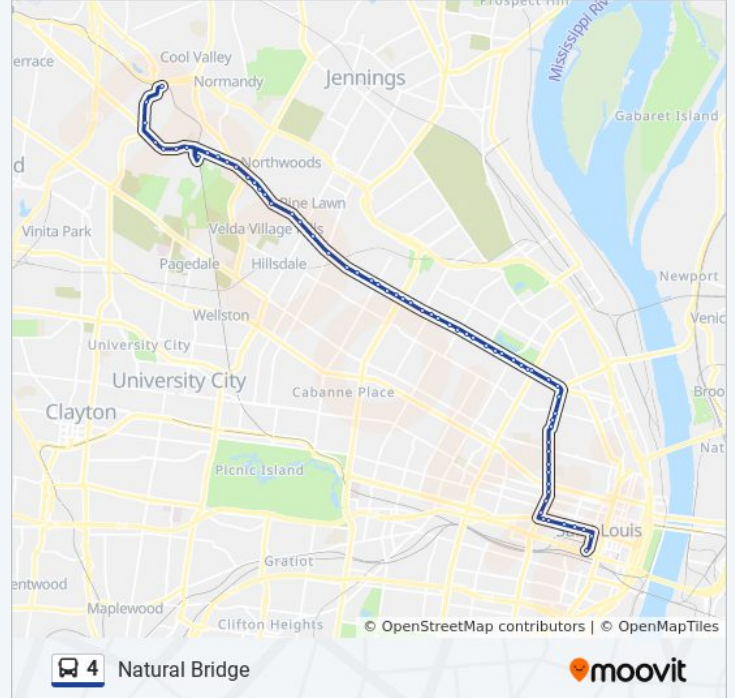 Prospect Hill
Cool Valley
errace
Normandy
Jennings
Mississippi Riv
Gabaret Island
d
Northwoods
Pine Lawn
Vinita Park
Velda Village Hills
Pagedale
Hillsdale
Newport
Wellston
Venic
University City
University City
Cabanne Place
Broo
Clayton
Nat
Picnic Island
Louis
Gratiot
entwood
Maplewood
Clifton Heights
© OpenStreetMap contributors | © OpenMapTiles
4 Natural Bridge
moovit